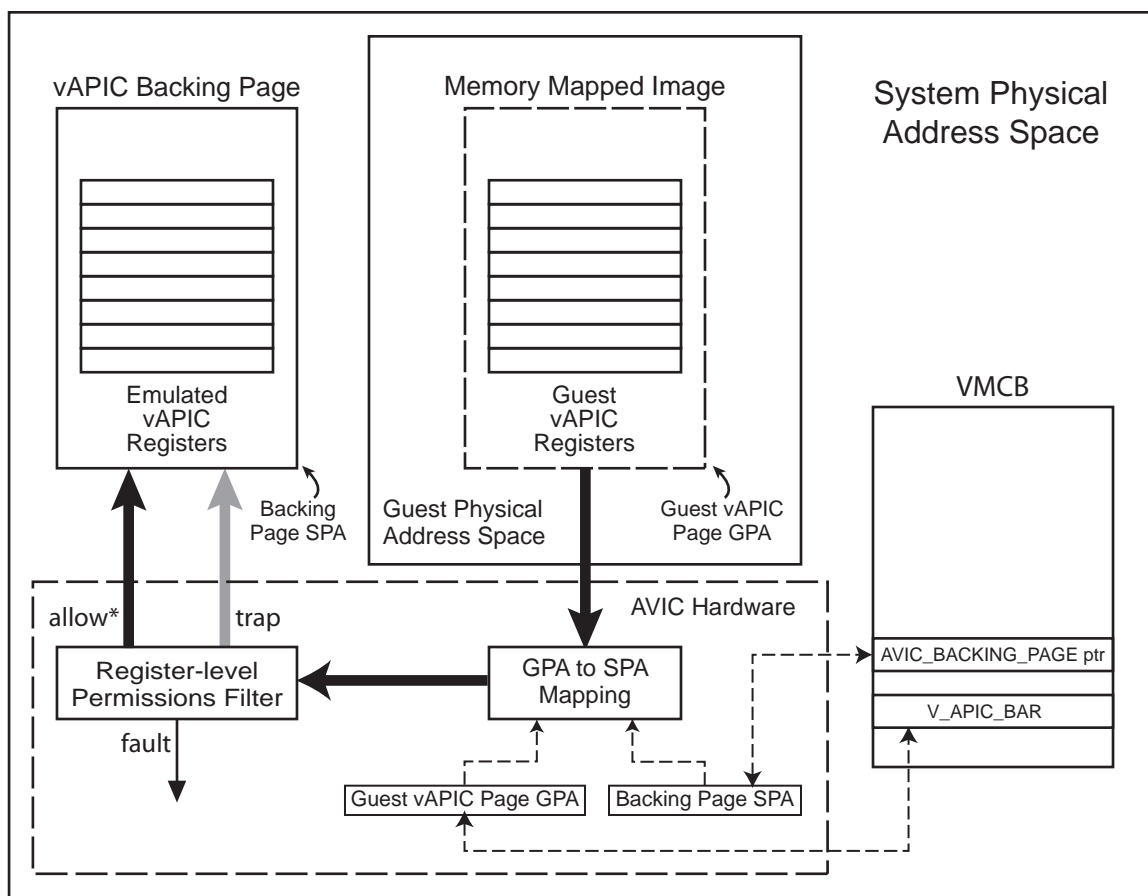 vAPIC Backing Page
Emulated
vAPIC
Registers
Backing
Page SPA
Memory Mapped Image
Guest
vAPIC
Registers
Guest Physical
Address Space
Guest vAPIC
Page GPA
System Physical
Address Space
VMCB
AVIC_BACKING_PAGE ptr
V_APIC_BAR
AVIC Hardware
allow*
trap
Register-level
Permissions Filter
fault
GPA to SPA
Mapping
Guest vAPIC Page GPA
Backing Page SPA